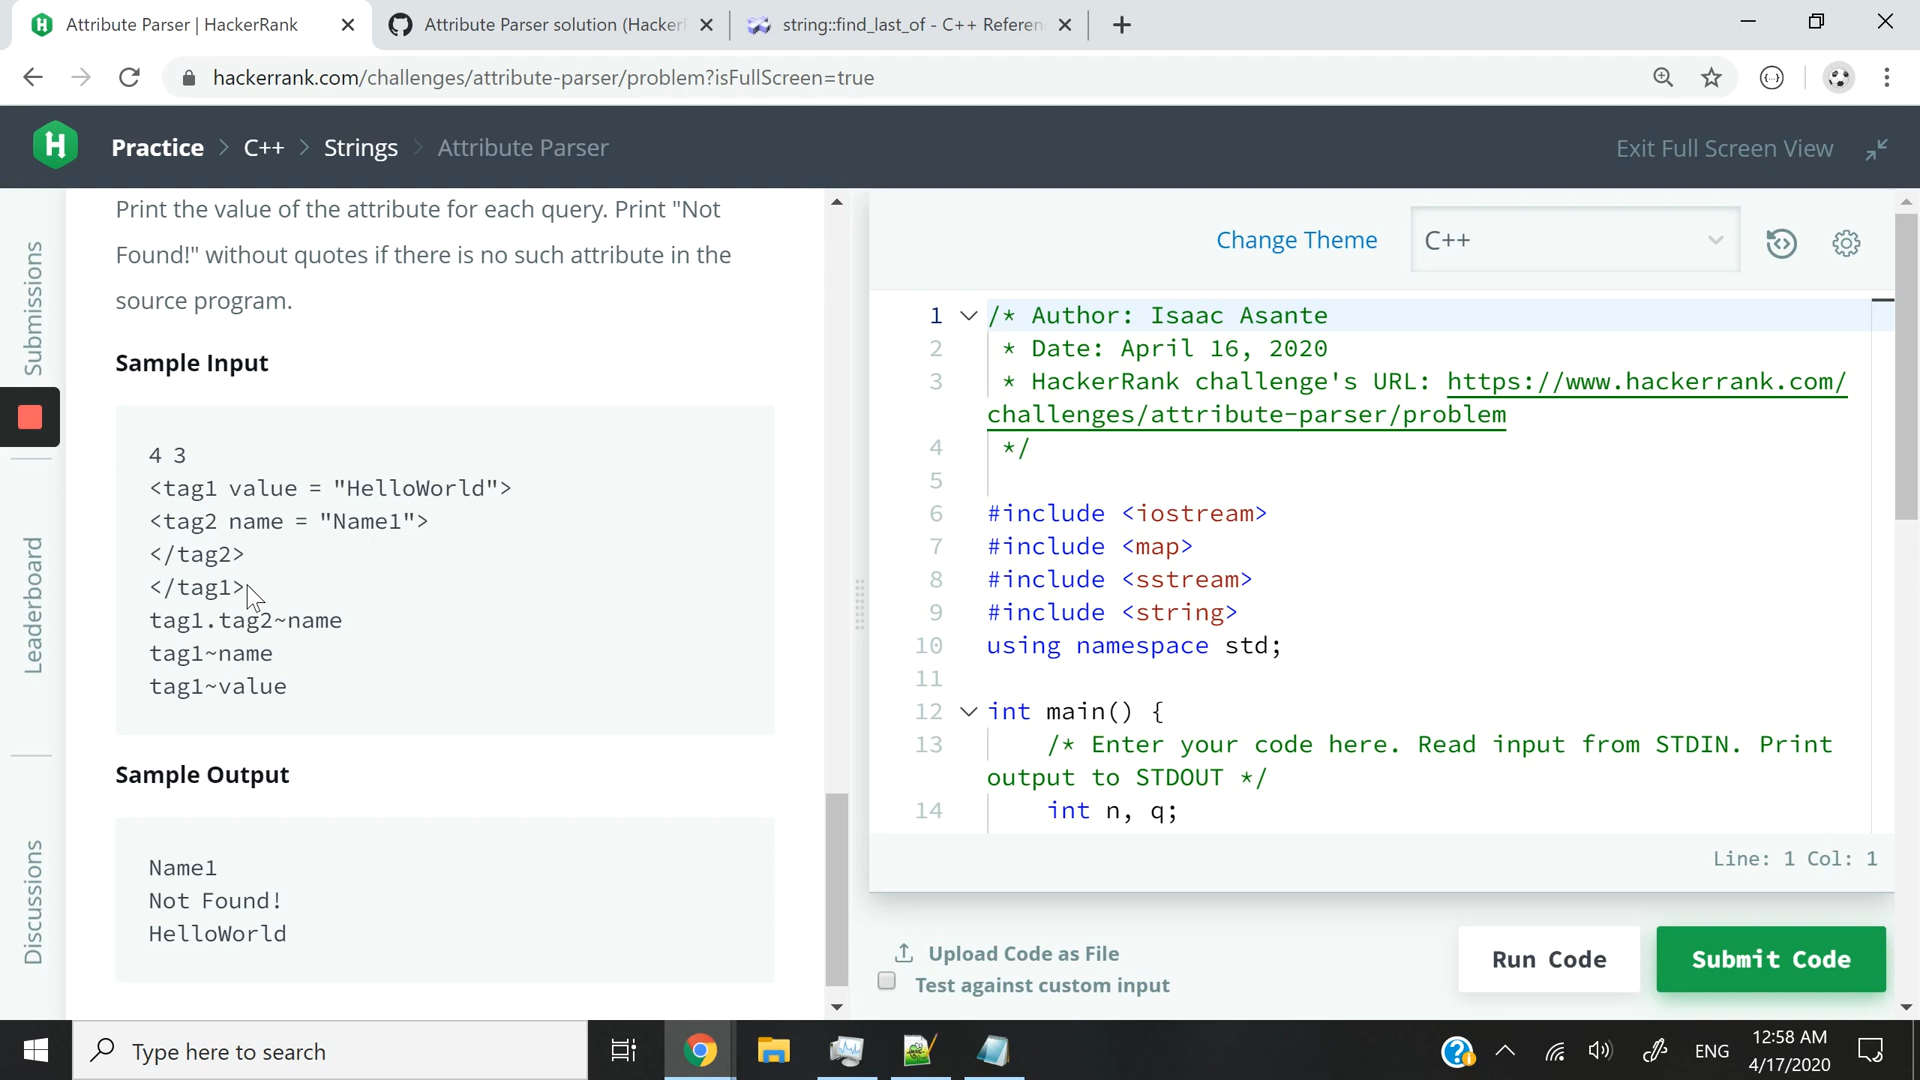 Attribute Parser | HackerRank
Attribute Parser solution (Hacker
string::find_last_of - C++ Referen
hackerrank.com/challenges/attribute-parser/problem?isFullScreen=true
H
Practice > C++ > Strings > Attribute Parser
Exit Full Screen View
Submissions
Leaderboard
Discussions
Print the value of the attribute for each query. Print "Not
Found!" without quotes if there is no such attribute in the
source program.
Sample Input
4 3
<tag1 value = "HelloWorld">
<tag2 name = "Name1">
</tag2>
</tag1>
tag1.tag2~name
tag1~name
tag1~value
Sample Output
Name1
Not Found!
HelloWorld
Change Theme
C++
1 /* Author: Isaac Asante
2 * Date: April 16, 2020
3 * HackerRank challenge's URL: https://www.hackerrank.com/
challenges/attribute-parser/problem
4 */
5
6 #include <iostream>
7 #include <map>
8 #include <sstream>
9 #include <string>
10 using namespace std;
11
12 int main() {
13 /* Enter your code here. Read input from STDIN. Print
output to STDOUT */
14 int n, q;
Line: 1 Col: 1
Upload Code as File
Test against custom input
Run Code
Submit Code
Type here to search
ENG
12:58 AM
4/17/2020